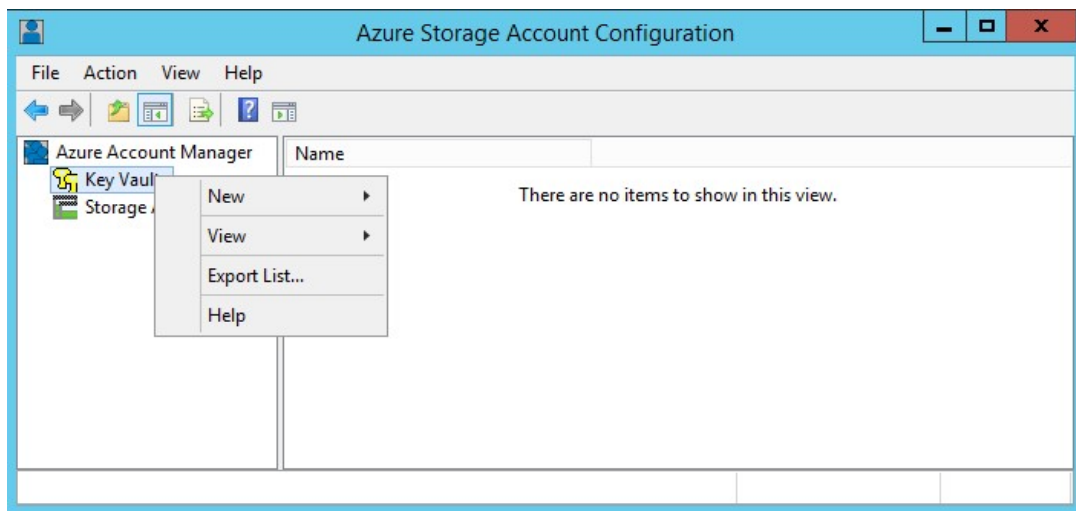 Azure Storage Account Configuration
File Action View Help
Azure Account Manager
Name
Key Vault
There are no items to show in this view.
Storage
New
View
Export List...
Help